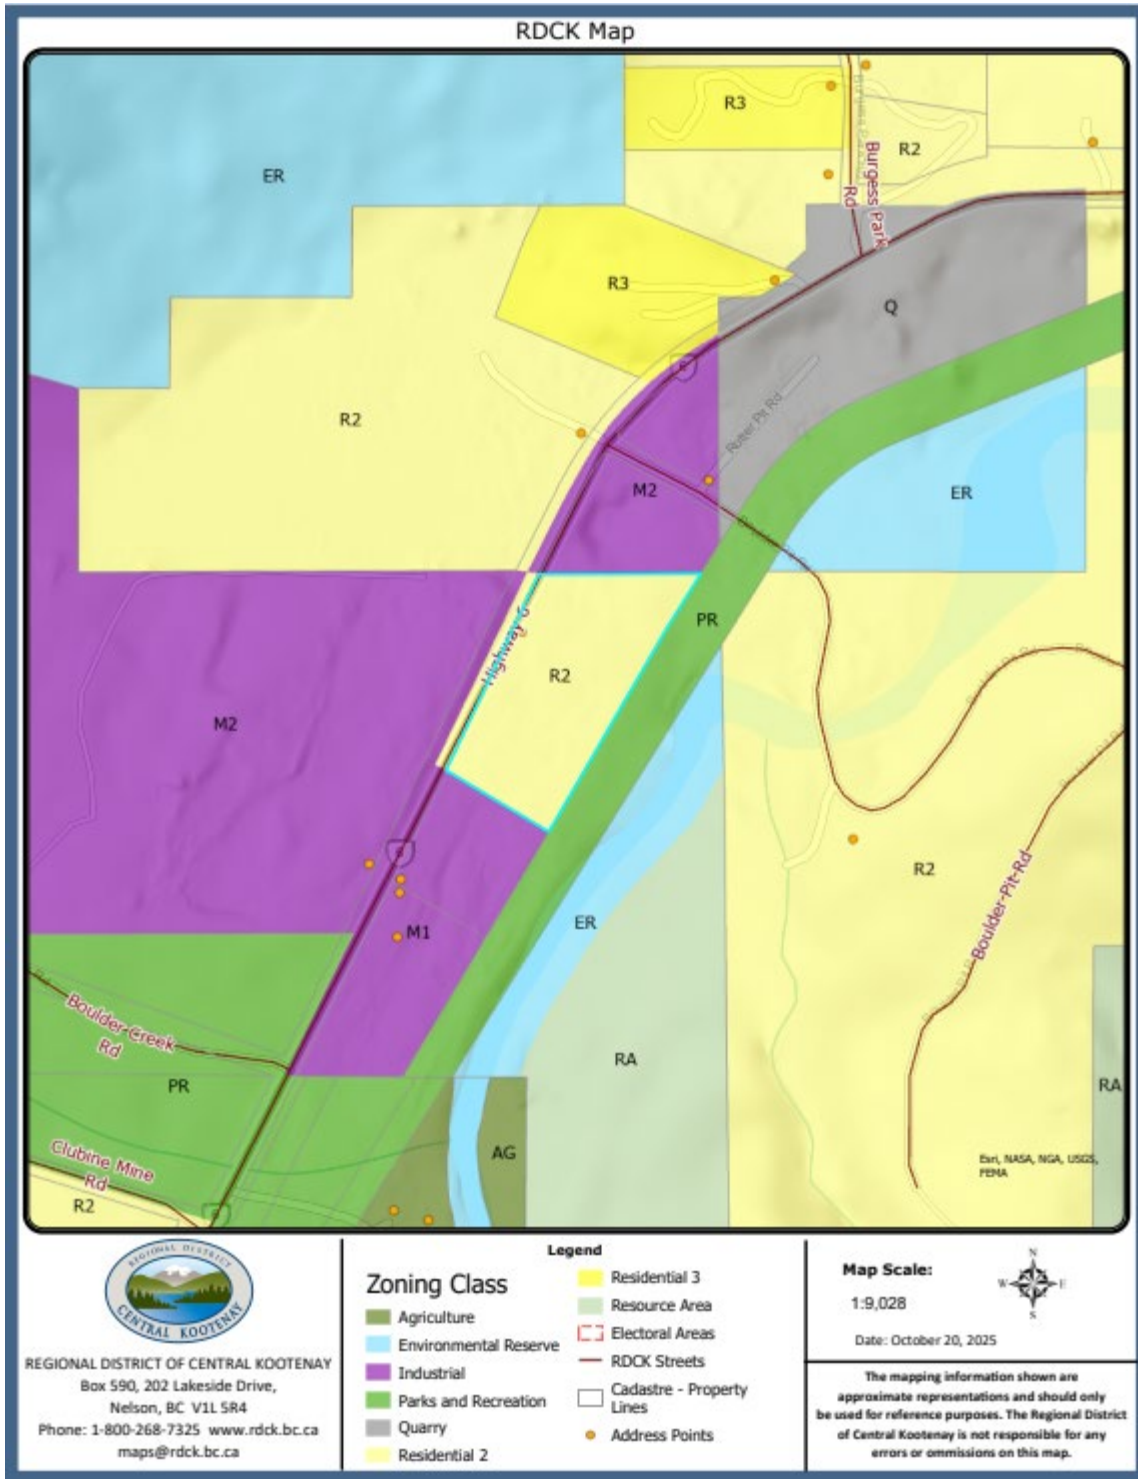 RDCK Map
ER
R3
R2
Burgess Park
Rd
R3
Q
6
R2
Rutter Pit Rd
M2
ER
PR
Highway 6
R2
M2
6
R2
ER
M1
Boulder-Pit-Rd
Boulder-Creek
Rd
RA
PR
RA
AG
Clubine Mine
Rd
R2
Esri, NASA, NGA, USGS,
FEMA
REGIONAL DISTRICT
CENTRAL KOOTENAY
REGIONAL DISTRICT OF CENTRAL KOOTENAY
Box 590, 202 Lakeside Drive,
Nelson, BC V1L 5R4
Phone: 1-800-268-7325 www.rdck.bc.ca
maps@rdck.bc.ca
Legend
Zoning Class
Agriculture
Environmental Reserve
Industrial
Parks and Recreation
Quarry
Residential 2
Residential 3
Resource Area
Electoral Areas
RDCK Streets
Cadastre - Property
Lines
Address Points
Map Scale:
1:9,028
N
W
E
S
Date: October 20, 2025
The mapping information shown are
approximate representations and should only
be used for reference purposes. The Regional District
of Central Kootenay is not responsible for any
errors or ommissions on this map.